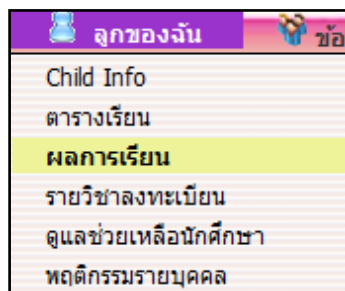 ลูกของฉัน ข้อ
Child Info
ตารางเรียน
ผลการเรียน
รายวิชาลงทะเบียน
ดูแลช่วยเหลือนักศึกษา
พฤติกรรมรายบุคคล